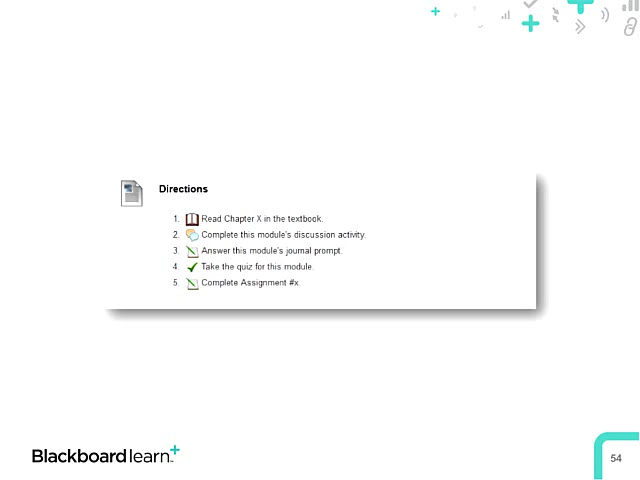 Directions
1. Read Chapter X in the textbook.
2. Complete this module's discussion activity.
3. Answer this module's journal prompt.
4. Take the quiz for this module.
5. Complete Assignment #x.
Blackboard learn+
54